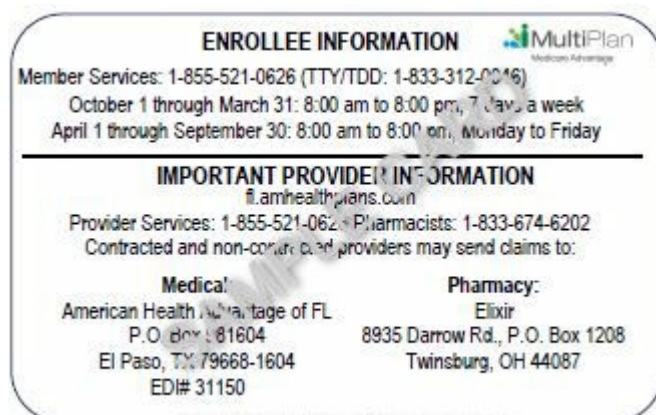 ENROLLEE INFORMATION
MultiPlan
Medicare Advantage
Member Services: 1-855-521-0626 (TTY/TDD: 1-833-312-
October 1 through March 31: 8:00 am to 8:00 pm, 7 days a week
April 1 through September 30: 8:00 am to 8:00 pm, Monday to Friday
IMPORTANT PROVIDER INFORMATION
fl.amhealthplans.com
Provider Services: Pharmacists: 1-833-674-6202
Contracted and non-contracted providers may send claims to:
Medical:
American Health Advantage of FL
P.O. Box
El Paso, TX 79668-1604
EDI# 31150
Pharmacy:
Elixir
8935 Darrow Rd., P.O. Box 1208
Twinsburg, OH 44087
SAMPLE CARD